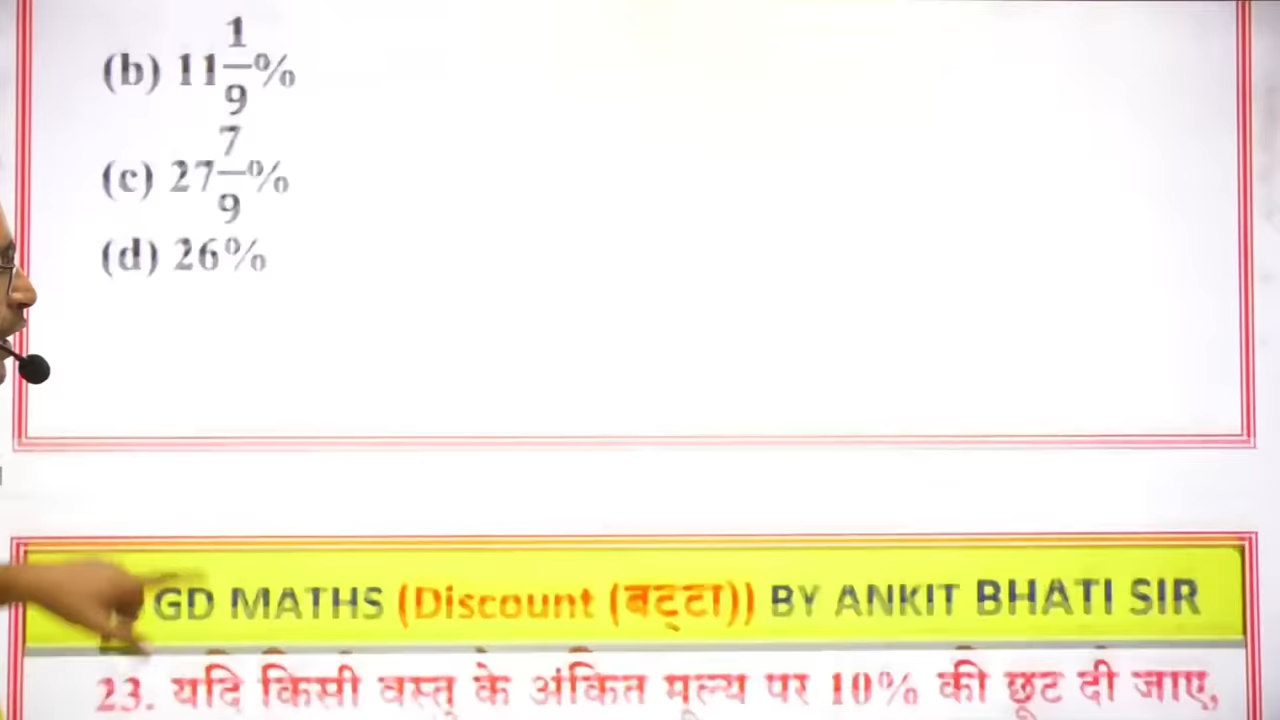 (b) 11 1/9%
(c) 27 7/9%
(d) 26%
GD MATHS (Discount (बट्टा)) BY ANKIT BHATI SIR
23. यदि किसी वस्तु के अंकित मूल्य पर 10% की छूट दी जाए,